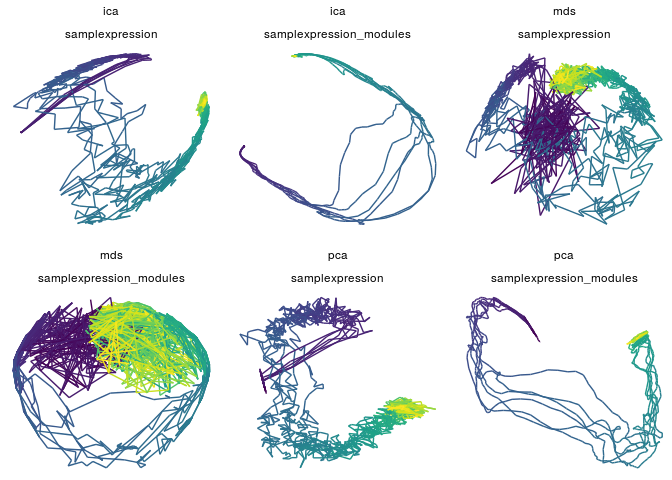 ica
samplexpression
ica
samplexpression_modules
mds
samplexpression
mds
samplexpression_modules
pca
samplexpression
pca
samplexpression_modules